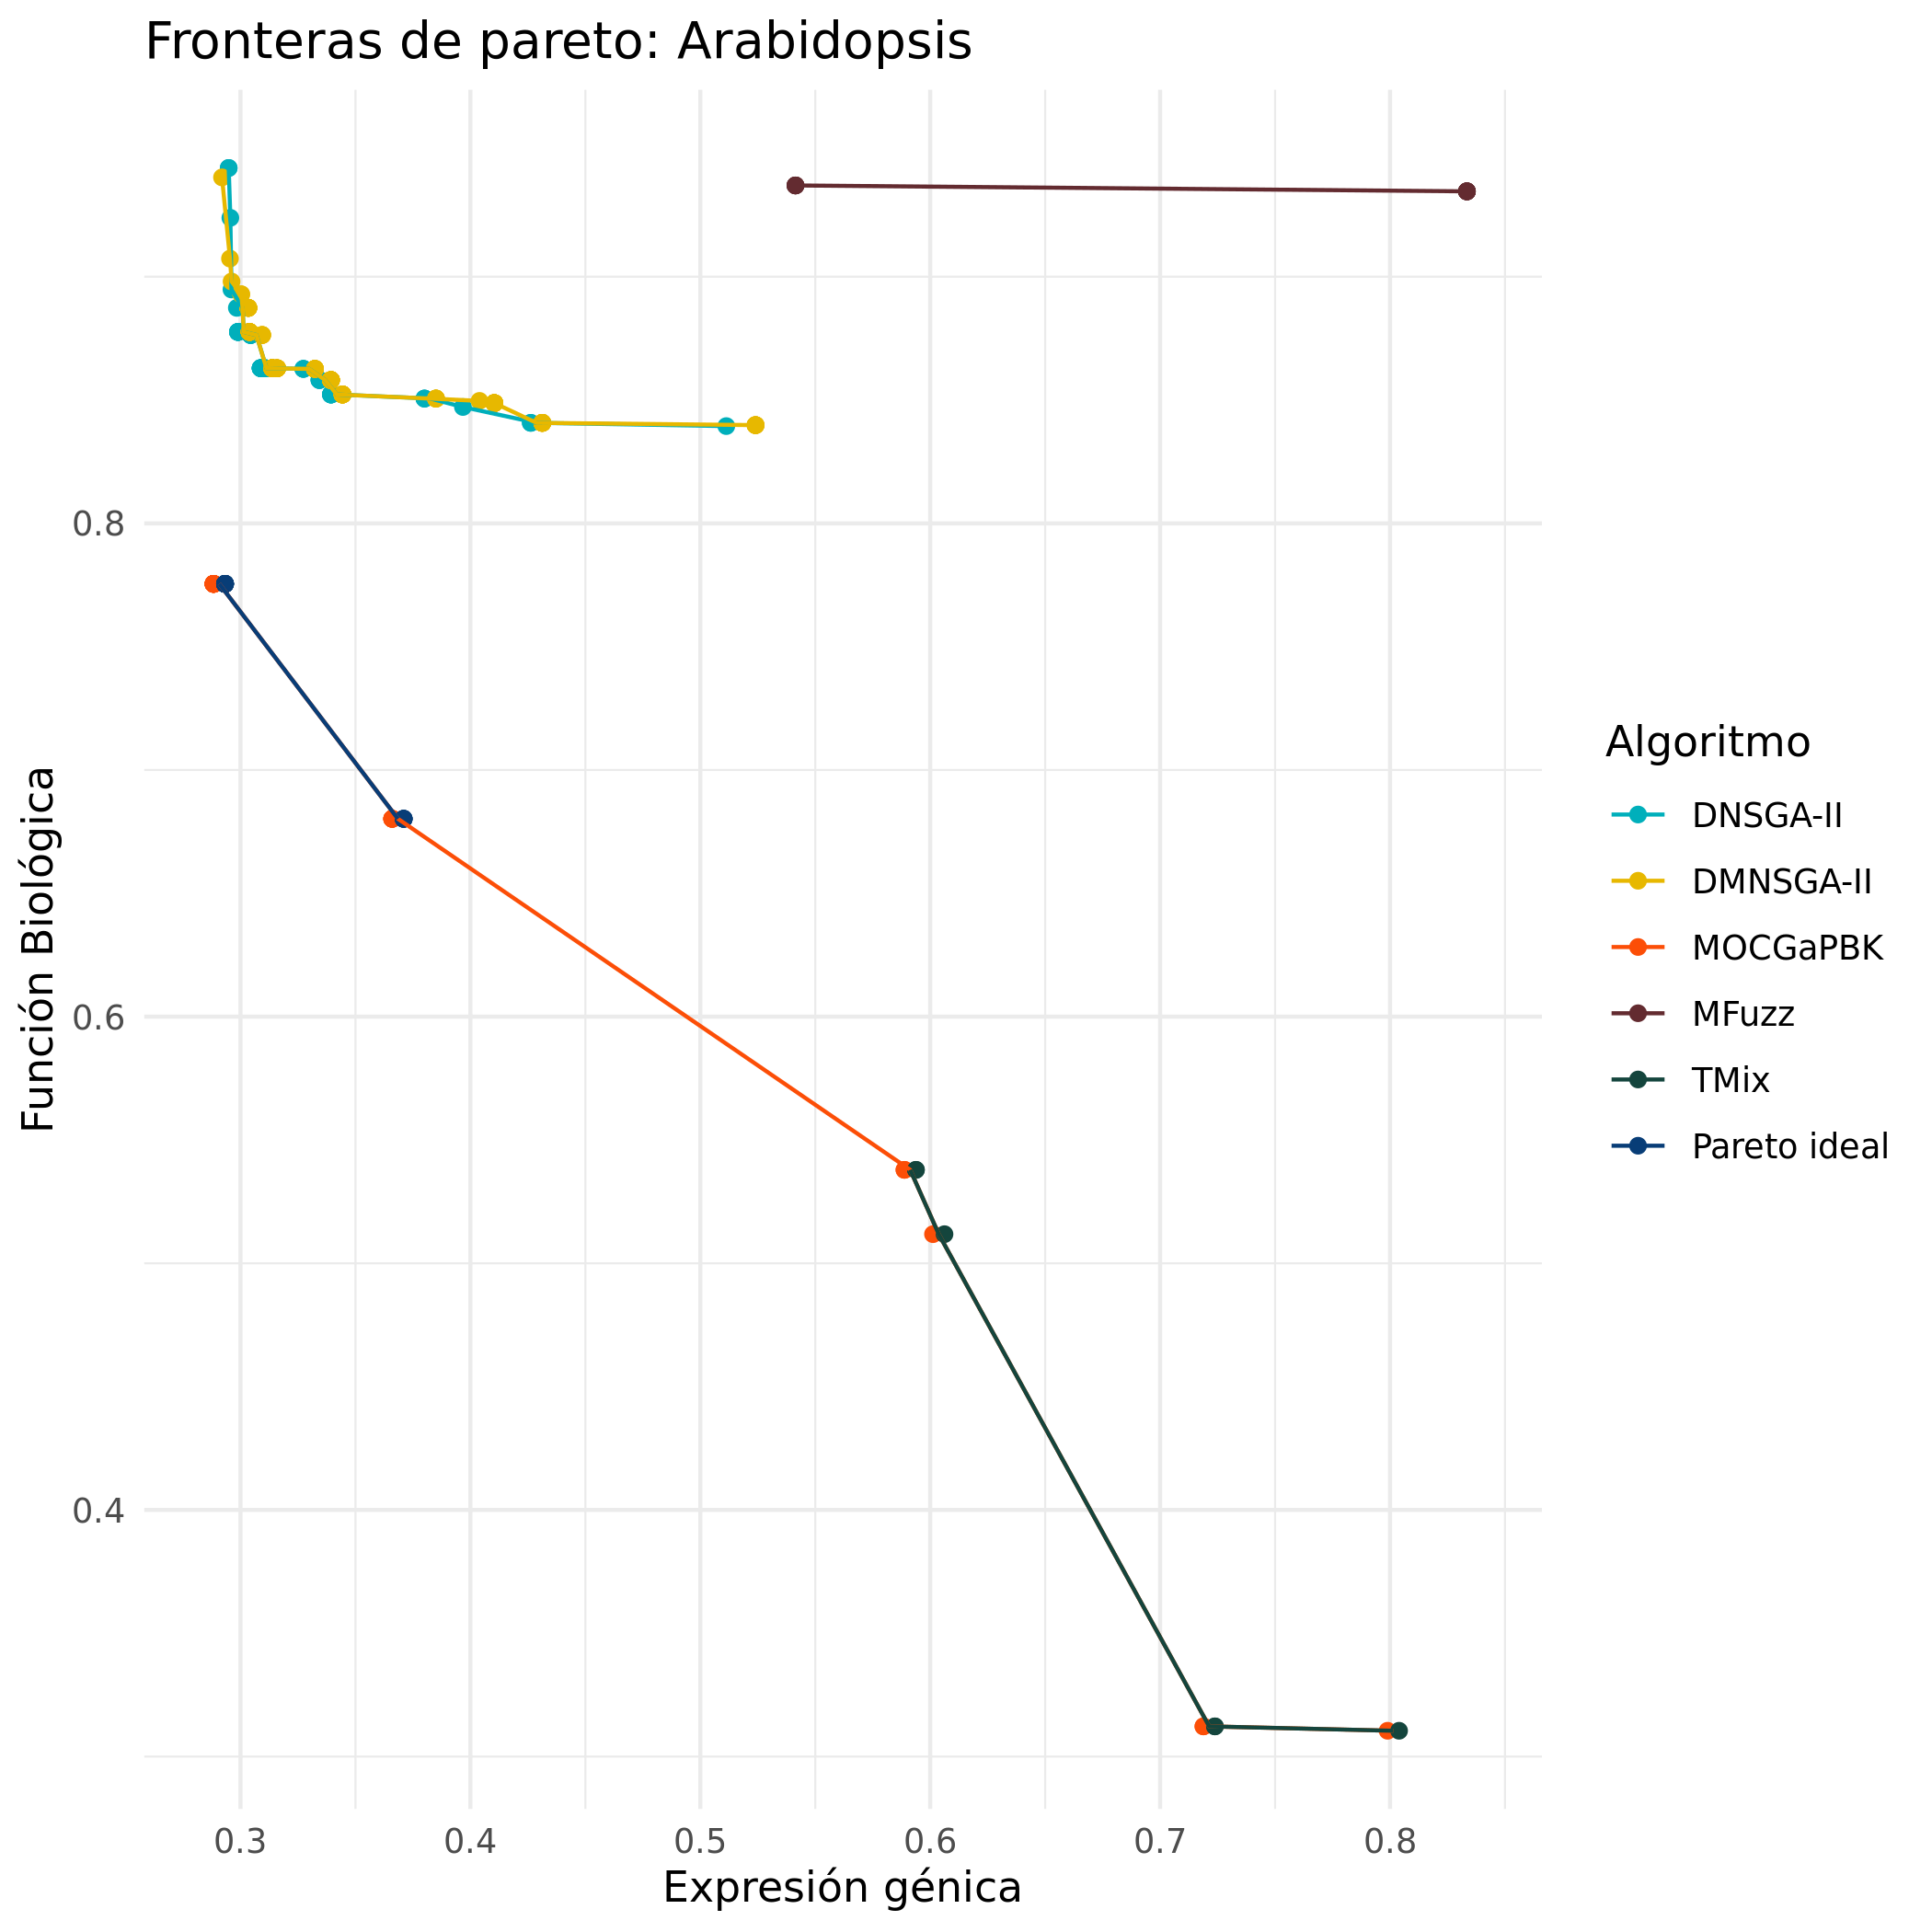 Fronteras de pareto: Arabidopsis
Función Biológica
0.8
0.6
0.4
0.3 0.4 0.5 0.6 0.7 0.8
Expresión génica
Algoritmo
DNSGA-II
DMNSGA-II
MOCGaPBK
MFuzz
TMix
Pareto ideal